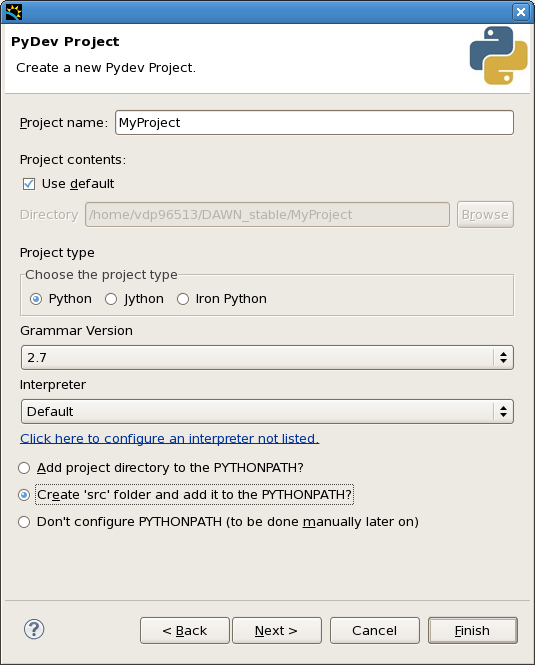 PyDev Project
Create a new Pydev Project.
Project name: MyProject
Project contents:
Use default
Directory /home/vdp96513/DAWN_stable/MyProject Browse
Project type
Choose the project type
Python Jython Iron Python
Grammar Version
2.7
Interpreter
Default
Click here to configure an interpreter not listed.
Add project directory to the PYTHONPATH?
Create 'src' folder and add it to the PYTHONPATH?
Don't configure PYTHONPATH (to be done manually later on)
? < Back Next > Cancel Finish